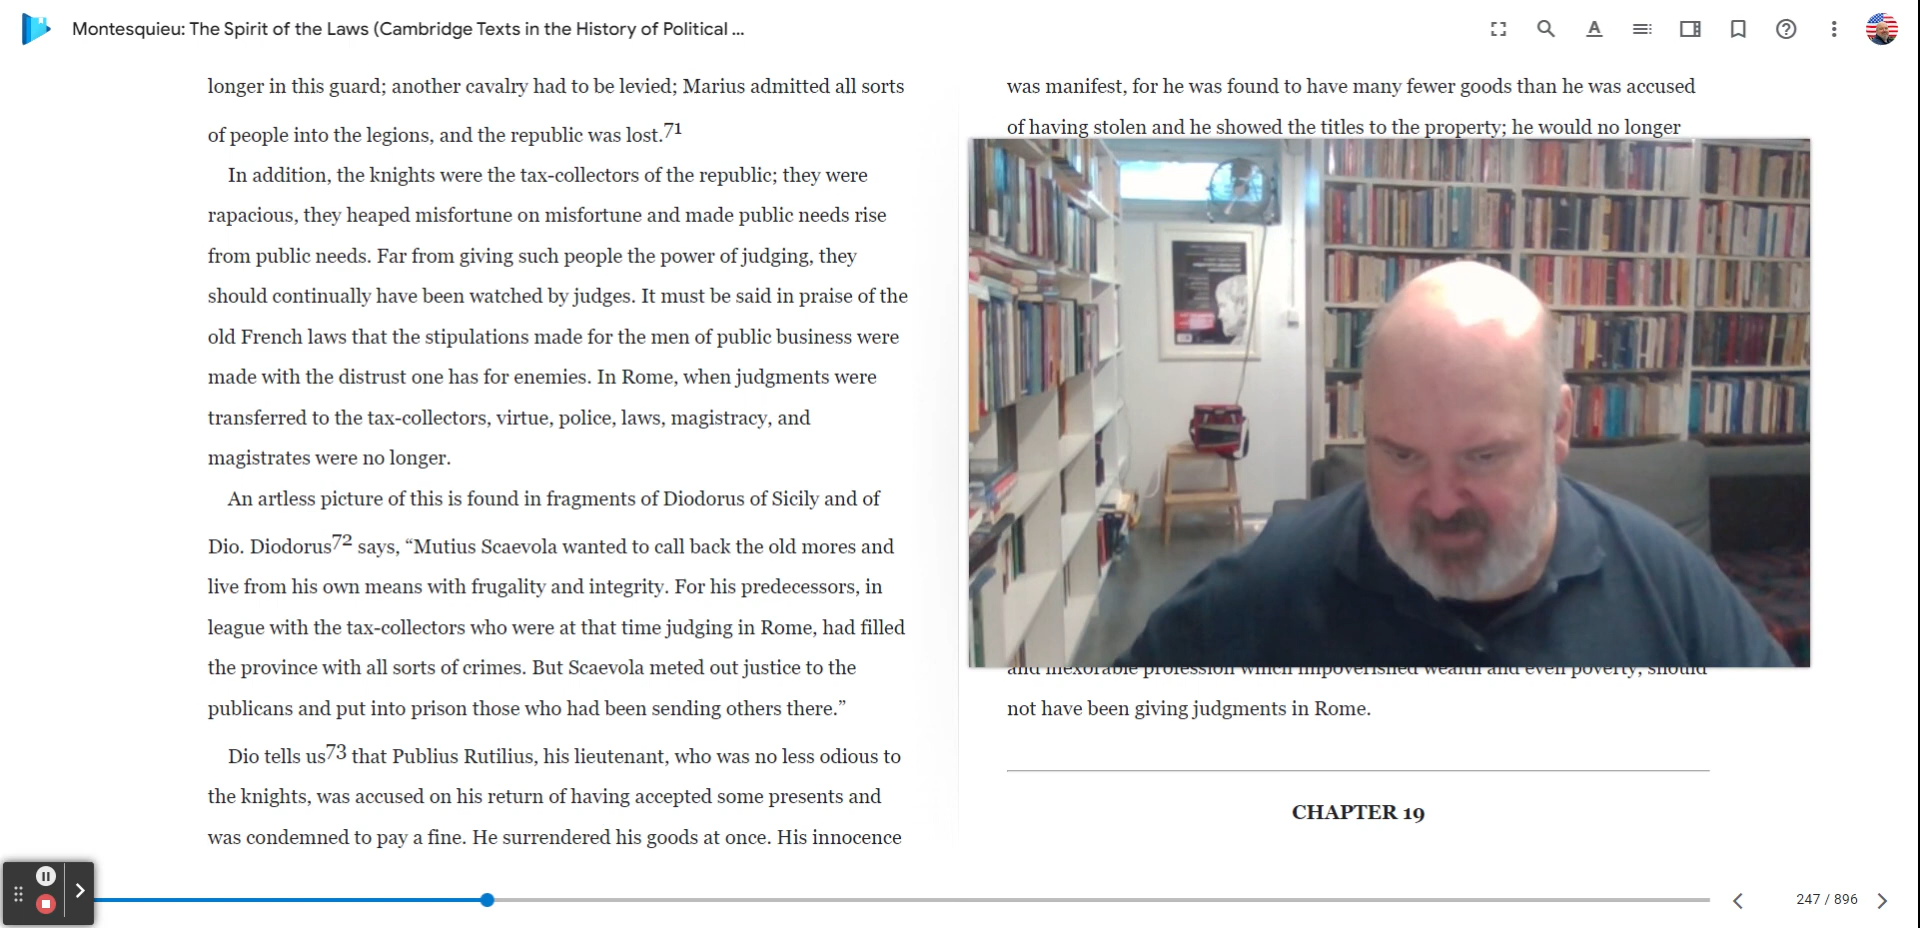 Montesquieu: The Spirit of the Laws (Cambridge Texts in the History of Political ...
longer in this guard; another cavalry had to be levied; Marius admitted all sorts
of people into the legions, and the republic was lost.71
In addition, the knights were the tax-collectors of the republic; they were
rapacious, they heaped misfortune on misfortune and made public needs rise
from public needs. Far from giving such people the power of judging, they
should continually have been watched by judges. It must be said in praise of the
old French laws that the stipulations made for the men of public business were
made with the distrust one has for enemies. In Rome, when judgments were
transferred to the tax-collectors, virtue, police, laws, magistracy, and
magistrates were no longer.
An artless picture of this is found in fragments of Diodorus of Sicily and of
Dio. Diodorus72 says, “Mutius Scaevola wanted to call back the old mores and
live from his own means with frugality and integrity. For his predecessors, in
league with the tax-collectors who were at that time judging in Rome, had filled
the province with all sorts of crimes. But Scaevola meted out justice to the
publicans and put into prison those who had been sending others there.”
Dio tells us73 that Publius Rutilius, his lieutenant, who was no less odious to
the knights, was accused on his return of having accepted some presents and
was condemned to pay a fine. He surrendered his goods at once. His innocence
was manifest, for he was found to have many fewer goods than he was accused
of having stolen and he showed the titles to the property; he would no longer
and inexorable profession which impoverished wealth and even poverty, should
not have been giving judgments in Rome.
CHAPTER 19
247 / 896